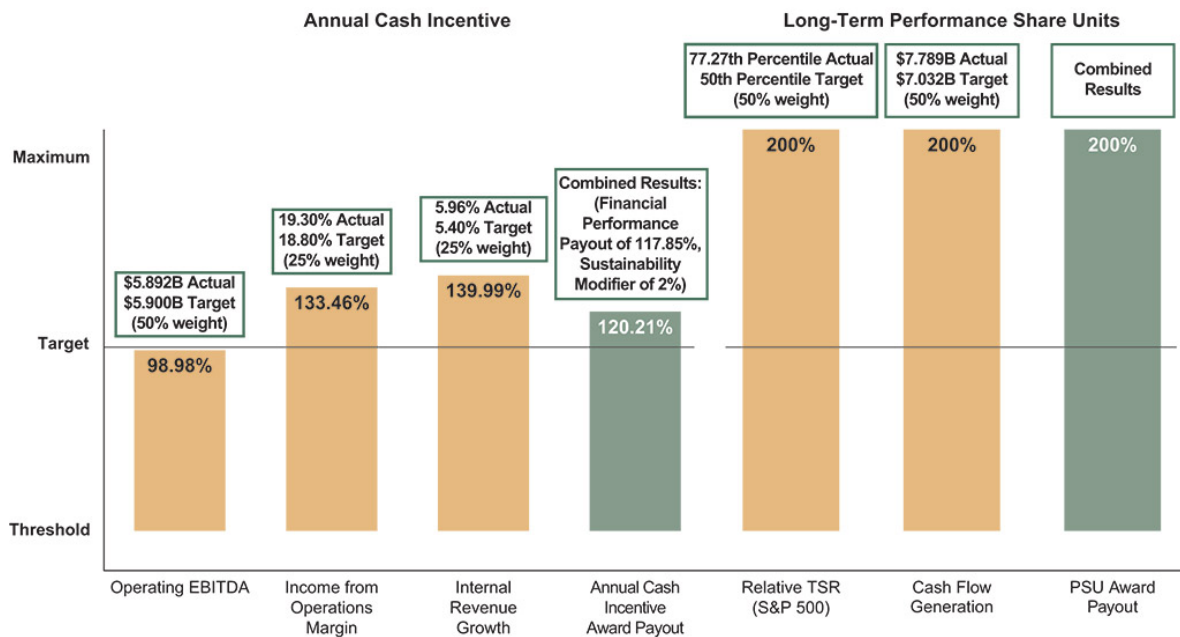 Annual Cash Incentive
Long-Term Performance Share Units
77.27th Percentile Actual
50th Percentile Target
(50% weight)
$7.789B Actual
$7.032B Target
(50% weight)
Combined
Results
Maximum
200%
200%
200%
Combined Results:
(Financial
Performance
Payout of 117.85%,
Sustainability
Modifier of 2%)
5.96% Actual
5.40% Target
(25% weight)
19.30% Actual
18.80% Target
(25% weight)
$5.892B Actual
$5.900B Target
(50% weight)
133.46%
139.99%
120.21%
Target
98.98%
Threshold
Operating EBITDA
Income from
Operations
Margin
Internal
Revenue
Growth
Annual Cash
Incentive
Award Payout
Relative TSR
(S&P 500)
Cash Flow
Generation
PSU Award
Payout